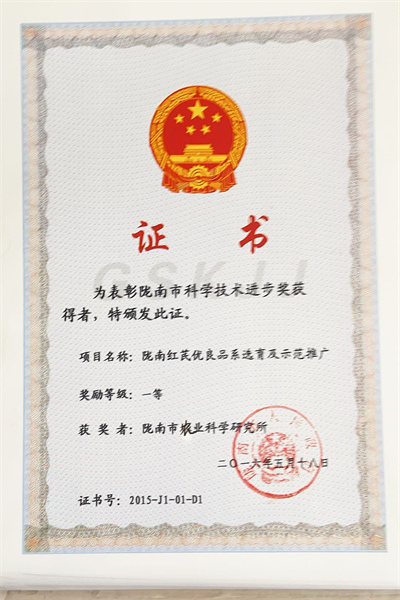 证 书
GSKJJ
为表彰陇南市科学技术进步奖获
得者，特颁发此证。
项目名称：陇南红芪优良品系选育及示范推广
奖励等级：一等
获 奖 者：陇南市农业科学研究所
二〇一六年五月十八日
证书号：2015-J1-01-D1